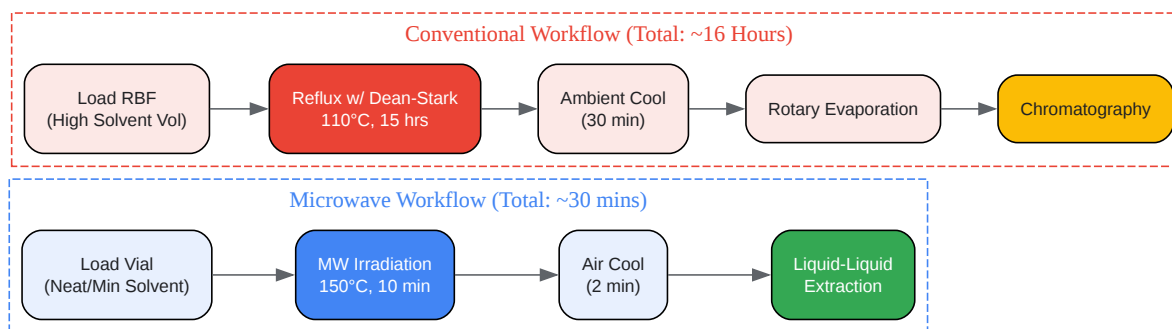 Conventional Workflow (Total: ~16 Hours)
Load RBF
(High Solvent Vol)
Reflux w/ Dean-Stark
110°C, 15 hrs
Ambient Cool
(30 min)
Rotary Evaporation
Chromatography
Microwave Workflow (Total: ~30 mins)
Load Vial
(Neat/Min Solvent)
MW Irradiation
150°C, 10 min
Air Cool
(2 min)
Liquid-Liquid
Extraction